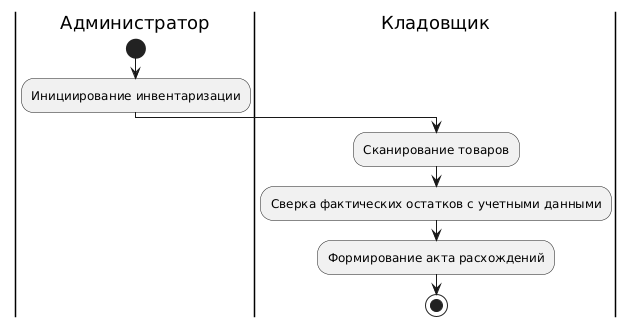 Администратор
Кладовщик
Инициирование инвентаризации
Сканирование товаров
Сверка фактических остатков с учетными данными
Формирование акта расхождений